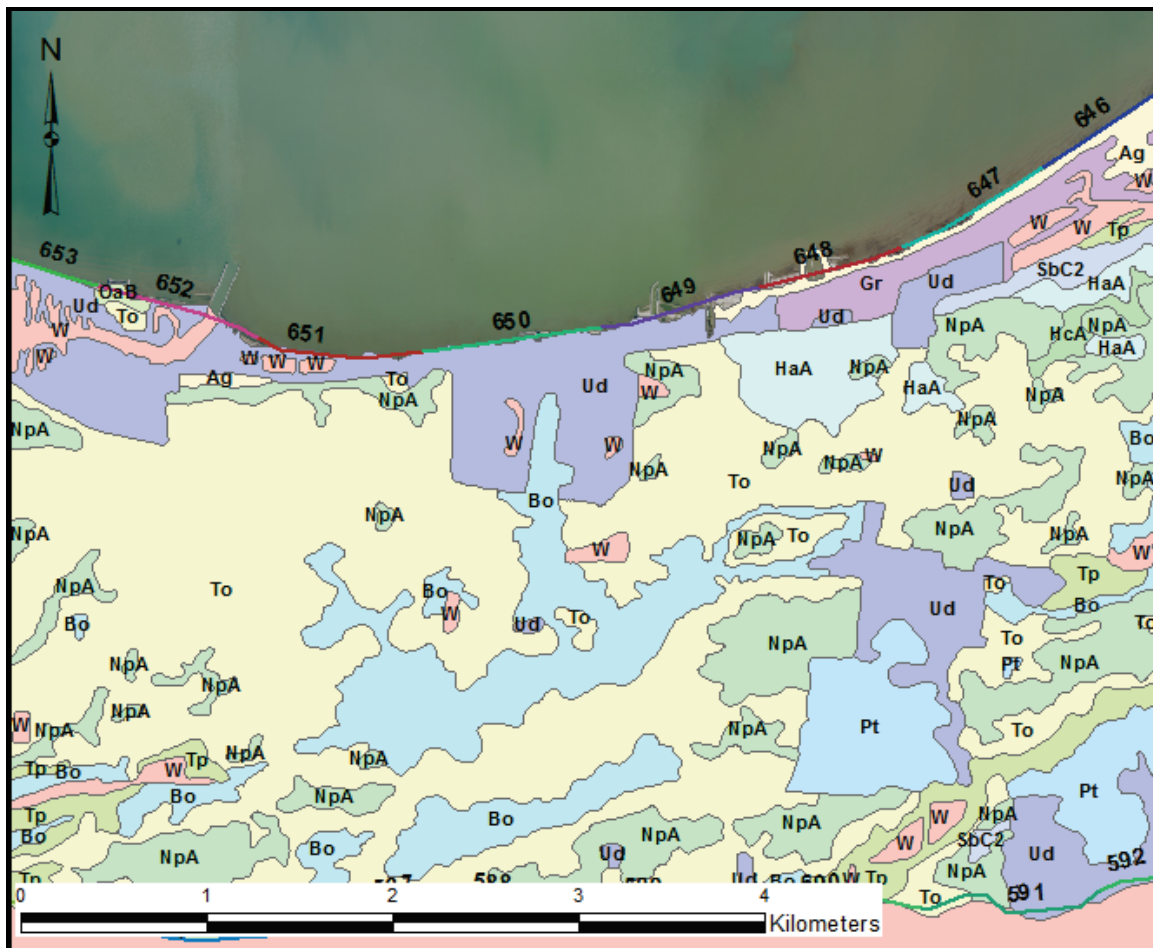 N
646
Ag
W
647
W W Tp
653 648 SbC2
OaB 652 HaA
Ud To Gr Ud
649
651 650 Ud NpA HcA NpA
W HaA
W W W W
Ag To Ud NpA HaA NpA HaA
NpA W NpA
NpA W W NpA NpA Bo
NpA NpA W
Bo To Ud NpA
NpA NpA
NpA W NpA To NpA W
NpA To Bo To Tp
Bo W Ud To Ud Bo
To To
NpA NpA Pt NpA
NpA
W NpA NpA NpA Pt To
Tp Bo W Tp NpA NpA
Bo NpA Pt
Tp Bo W NpA
Bo NpA Bo NpA NpA W SbC2
Tp Ud Ud Bo W Tp NpA Ud 592
588 To 591
0 1 2 3 4
Kilometers